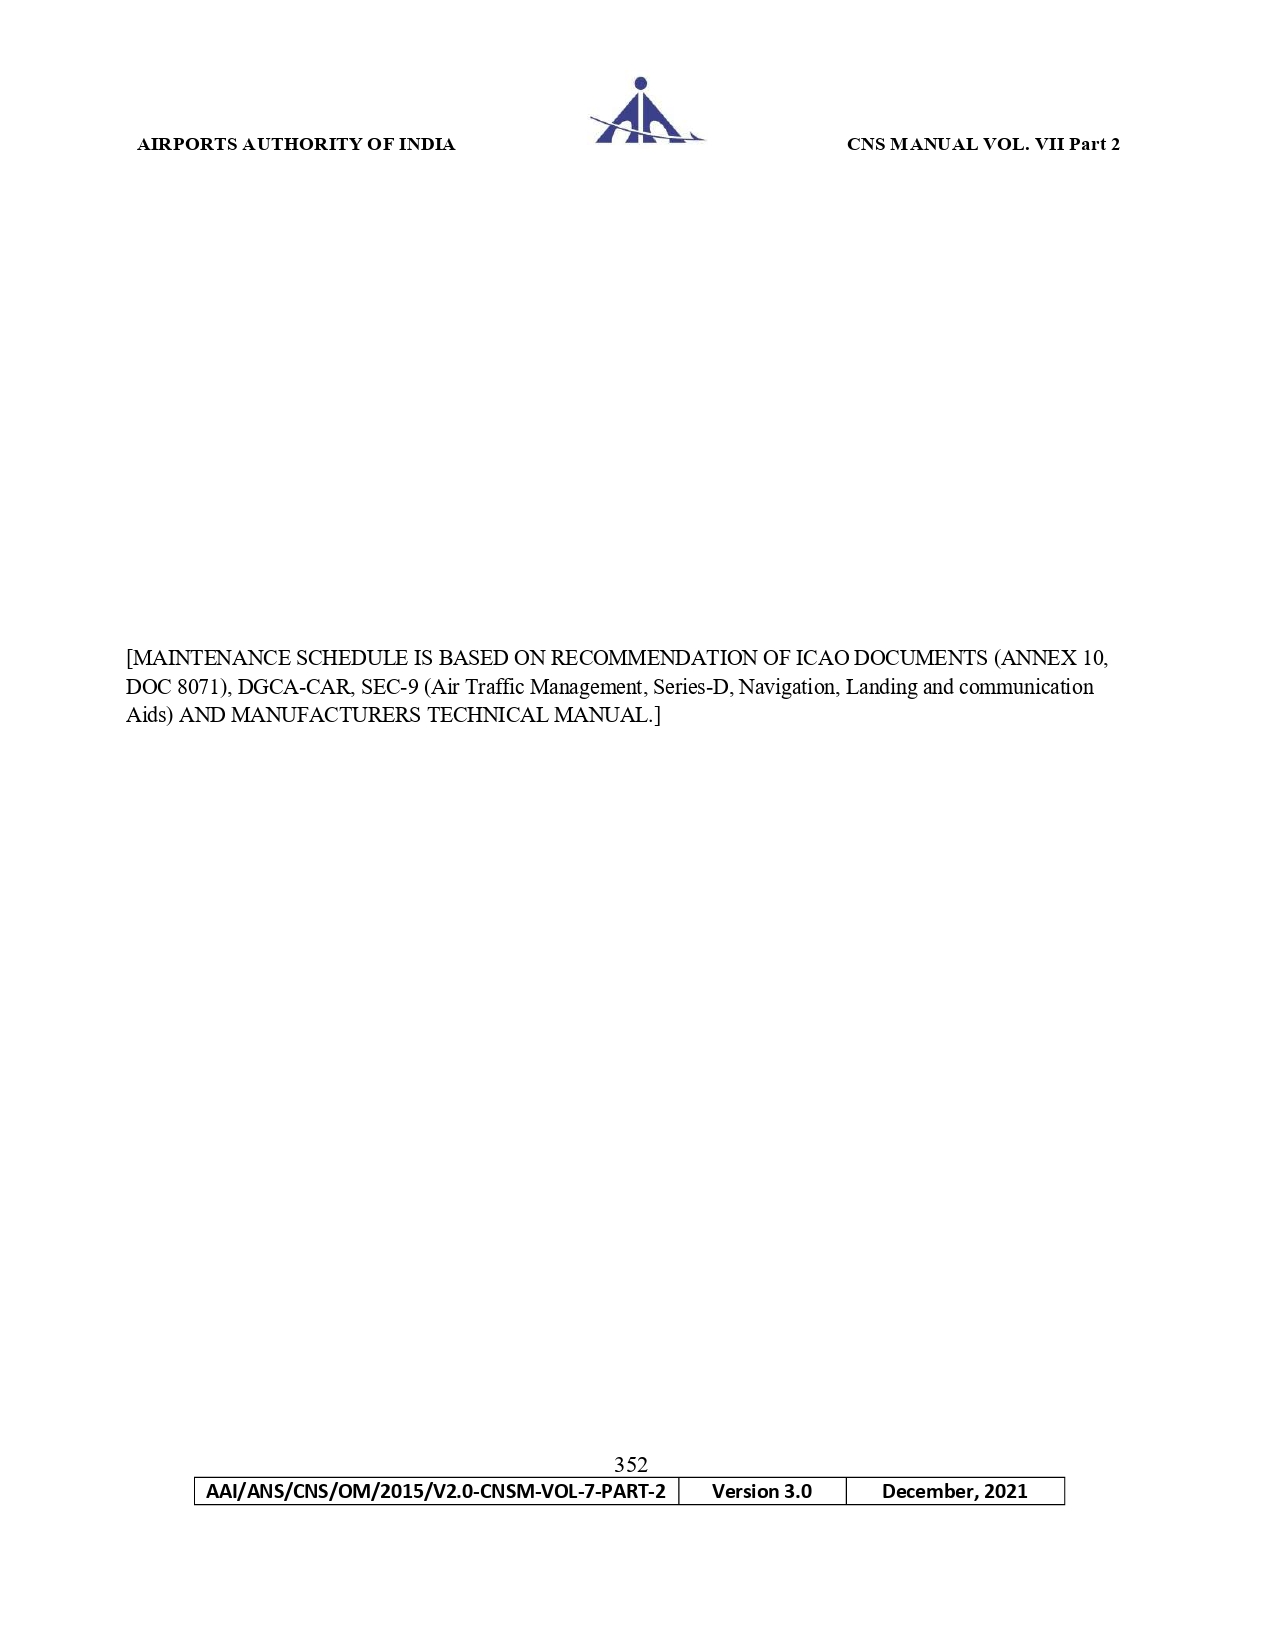 AIRPORTS AUTHORITY OF INDIA
CNS MANUAL VOL. VII Part 2
[MAINTENANCE SCHEDULE IS BASED ON RECOMMENDATION OF ICAO DOCUMENTS (ANNEX 10,
DOC 8071), DGCA-CAR, SEC-9 (Air Traffic Management, Series-D, Navigation, Landing and communication
Aids) AND MANUFACTURERS TECHNICAL MANUAL.]
352
AAI/ANS/CNS/OM/2015/V2.0-CNSM-VOL-7-PART-2 Version 3.0 December, 2021